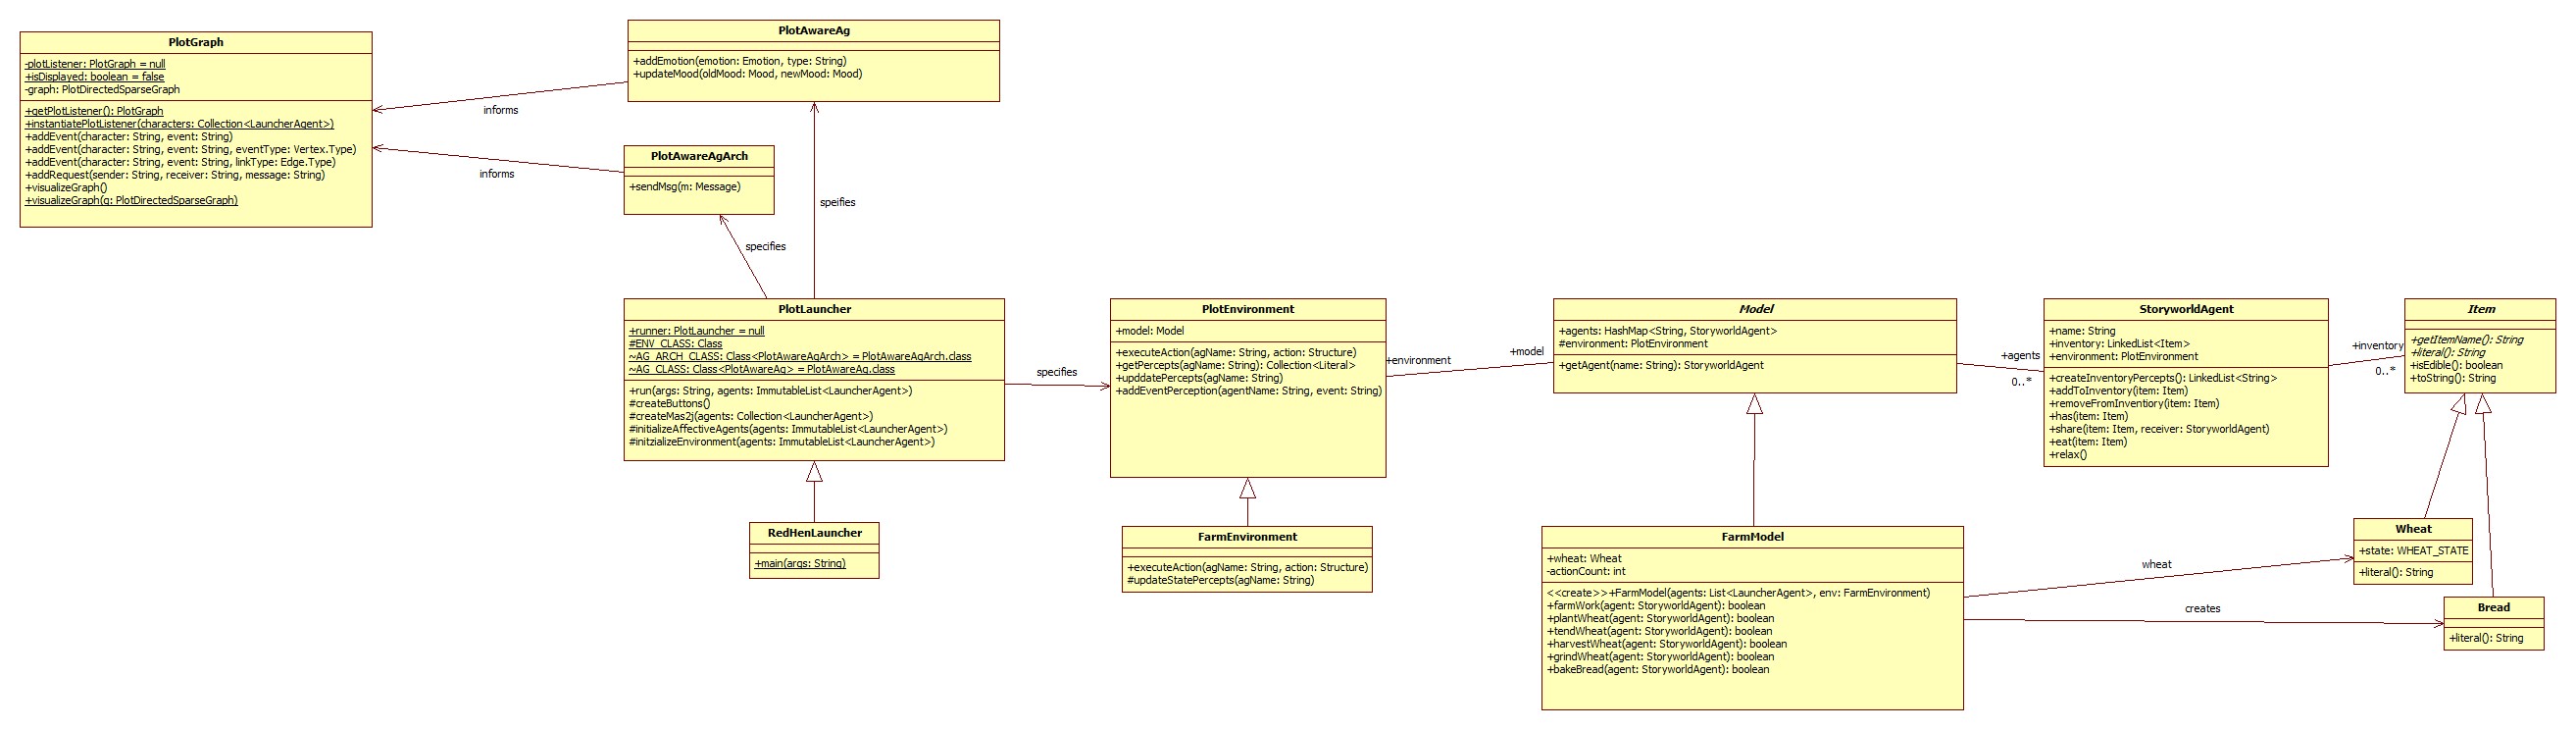 PlotGraph
-plotListener: PlotGraph = null
+isDisplayed: boolean = false
-graph: PlotDirectedSparseGraph
+getPlotListener(): PlotGraph
+instantiatePlotListener(characters: Collection<LauncherAgent>)
+addEvent(character: String, event: String)
+addEvent(character: String, event: String, eventType: Vertex.Type)
+addEvent(character: String, event: String, linkType: Edge.Type)
+addRequest(sender: String, receiver: String, message: String)
+visualizeGraph()
+visualizeGraph(g: PlotDirectedSparseGraph)
informs
informs
PlotAwareAg
+addEmotion(emotion: Emotion, type: String)
+updateMood(oldMood: Mood, newMood: Mood)
PlotAwareAgArch
+sendMsg(m: Message)
speifies
specifies
PlotLauncher
+runner: PlotLauncher = null
#ENV_CLASS: Class
~AG_ARCH_CLASS: Class<PlotAwareAgArch> = PlotAwareAgArch.class
~AG_CLASS: Class<PlotAwareAg> = PlotAwareAg.class
+run(args: String, agents: ImmutableList<LauncherAgent>)
#createButtons()
#createMas2j(agents: Collection<LauncherAgent>)
#initializeAffectiveAgents(agents: ImmutableList<LauncherAgent>)
#initzializeEnvironment(agents: ImmutableList<LauncherAgent>)
RedHenLauncher
+main(args: String)
specifies
PlotEnvironment
+model: Model
+executeAction(agName: String, action: Structure)
+getPercepts(agName: String): Collection<Literal>
+upddatePercepts(agName: String)
+addEventPerception(agentName: String, event: String)
FarmEnvironment
+executeAction(agName: String, action: Structure)
#updateStatePercepts(agName: String)
+environment
+model
Model
+agents: HashMap<String, StoryworldAgent>
#environment: PlotEnvironment
+getAgent(name: String): StoryworldAgent
FarmModel
+wheat: Wheat
-actionCount: int
<<create>>+FarmModel(agents: List<LauncherAgent>, env: FarmEnvironment)
+farmWork(agent: StoryworldAgent): boolean
+plantWheat(agent: StoryworldAgent): boolean
+tendWheat(agent: StoryworldAgent): boolean
+harvestWheat(agent: StoryworldAgent): boolean
+grindWheat(agent: StoryworldAgent): boolean
+bakeBread(agent: StoryworldAgent): boolean
+agents
0..*
StoryworldAgent
+name: String
+inventory: LinkedList<Item>
+environment: PlotEnvironment
+createInventoryPercepts(): LinkedList<String>
+addToInventory(item: Item)
+removeFromInventiory(item: Item)
+has(item: Item)
+share(item: Item, receiver: StoryworldAgent)
+eat(item: Item)
+relax()
+inventory
0..*
Item
+getItemName(): String
+literal(): String
+isEdible(): boolean
+toString(): String
wheat
Wheat
+state: WHEAT_STATE
+literal(): String
creates
Bread
+literal(): String